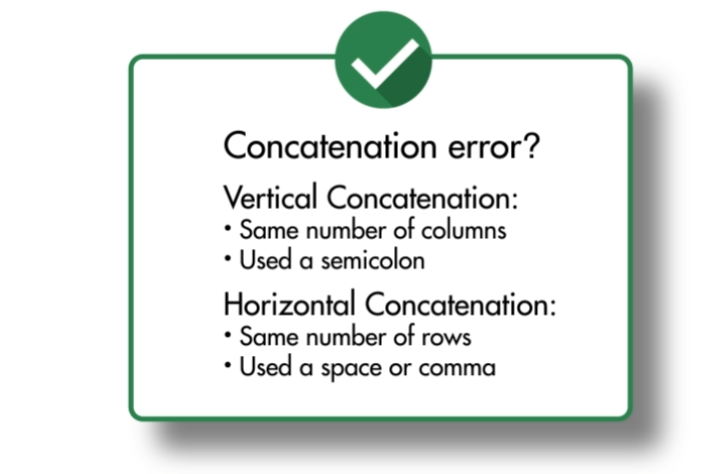 Concatenation error?
Vertical Concatenation:
• Same number of columns
• Used a semicolon
Horizontal Concatenation:
• Same number of rows
• Used a space or comma